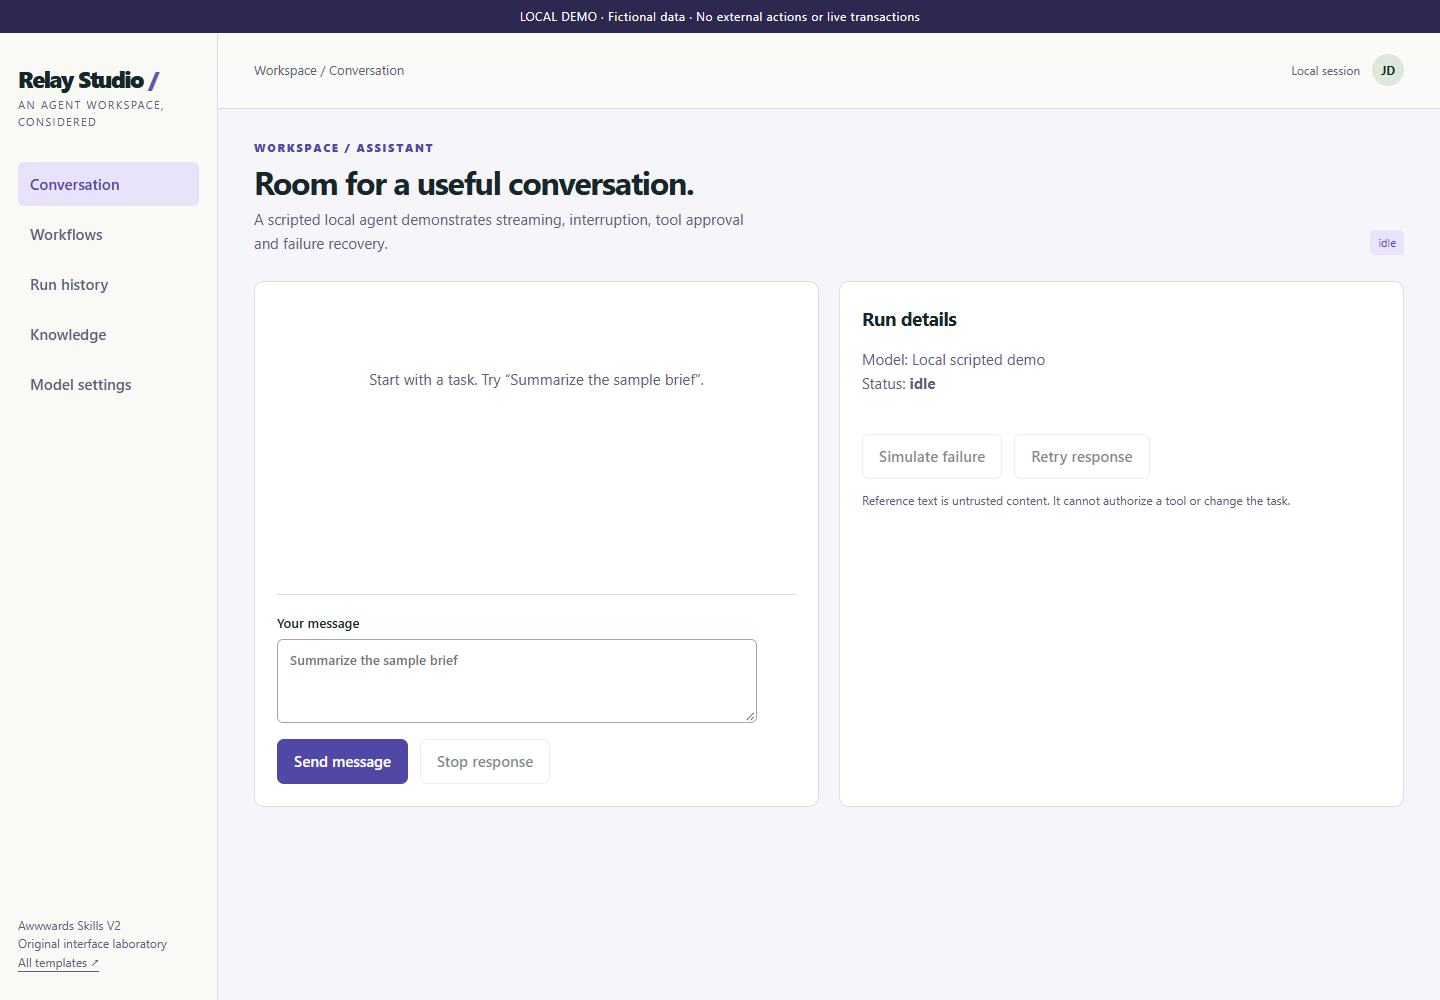 LOCAL DEMO · Fictional data · No external actions or live transactions
Relay Studio /
AN AGENT WORKSPACE,
CONSIDERED
Conversation
Workflows
Run history
Knowledge
Model settings
Awwwards Skills V2
Original interface laboratory
All templates ↗
Workspace / Conversation
Local session
JD
WORKSPACE / ASSISTANT
Room for a useful conversation.
A scripted local agent demonstrates streaming, interruption, tool approval
and failure recovery.
idle
Start with a task. Try “Summarize the sample brief”.
Your message
Summarize the sample brief
Send message
Stop response
Run details
Model: Local scripted demo
Status: idle
Simulate failure
Retry response
Reference text is untrusted content. It cannot authorize a tool or change the task.